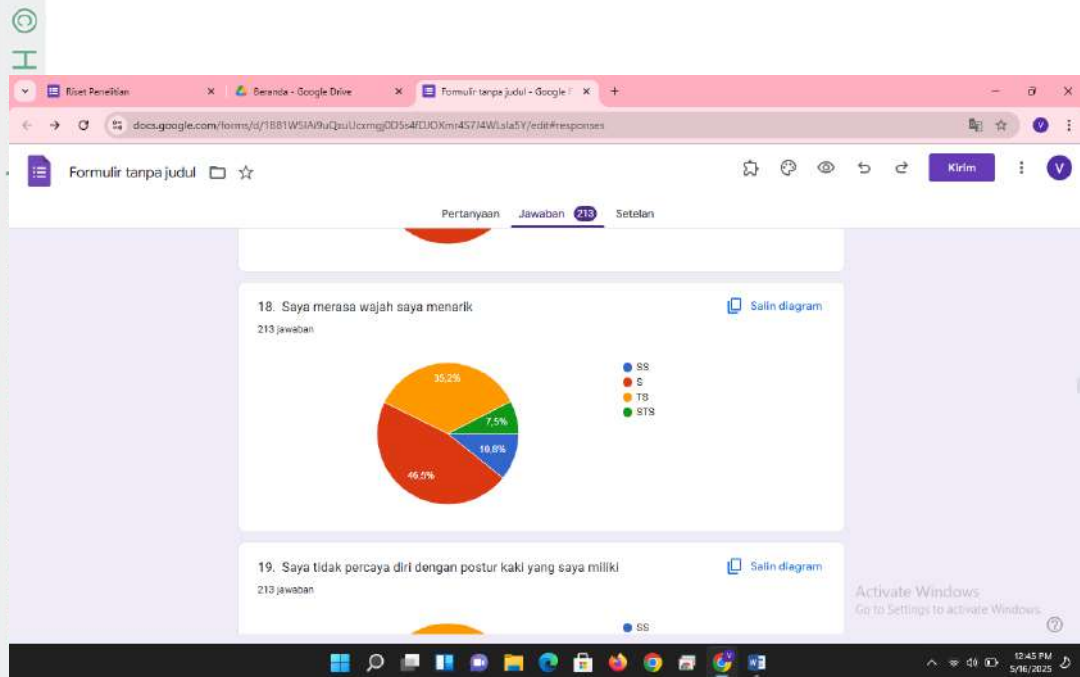 Riset Penelitian
Beranda - Google Drive
Formulir tanpa judul - Google F
Formulir tanpa judul
Kirim
V
Pertanyaan Jawaban 213 Setelan
18. Saya merasa wajah saya menarik
Salin diagram
213 jawaban
35,2%
7,5%
10,8%
46,5%
SS
S
TS
STS
19. Saya tidak percaya diri dengan postur kaki yang saya miliki
Salin diagram
213 jawaban
SS
Activate Windows
Go to Settings to activate Windows.
12:45 PM
5/16/2025